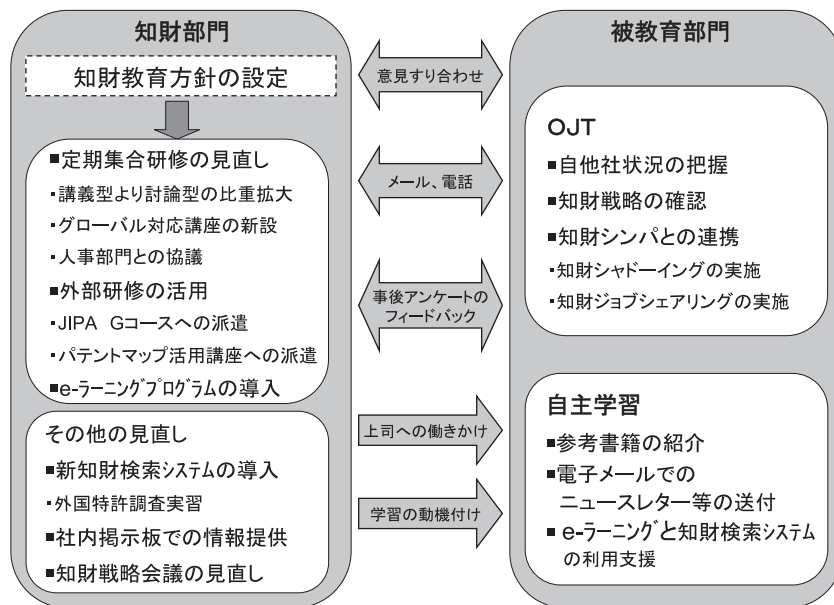 知財部門
知財教育方針の設定
■定期集合研修の見直し
・講義型より討論型の比重拡大
・グローバル対応講座の新設
・人事部門との協議
■外部研修の活用
・JIPA Gコースへの派遣
・パテントマップ活用講座への派遣
■e-ラーニングプログラムの導入
その他の見直し
■新知財検索システムの導入
・外国特許調査実習
■社内掲示板での情報提供
■知財戦略会議の見直し
意見すり合わせ
メール、電話
事後アンケートの
フィードバック
上司への働きかけ
学習の動機付け
被教育部門
OJT
■自他社状況の把握
■知財戦略の確認
■知財シンパとの連携
・知財シャドーイングの実施
・知財ジョブシェアリングの実施
自主学習
■参考書籍の紹介
■電子メールでの
ニュースレター等の送付
■e-ラーニングと知財検索システム
の利用支援